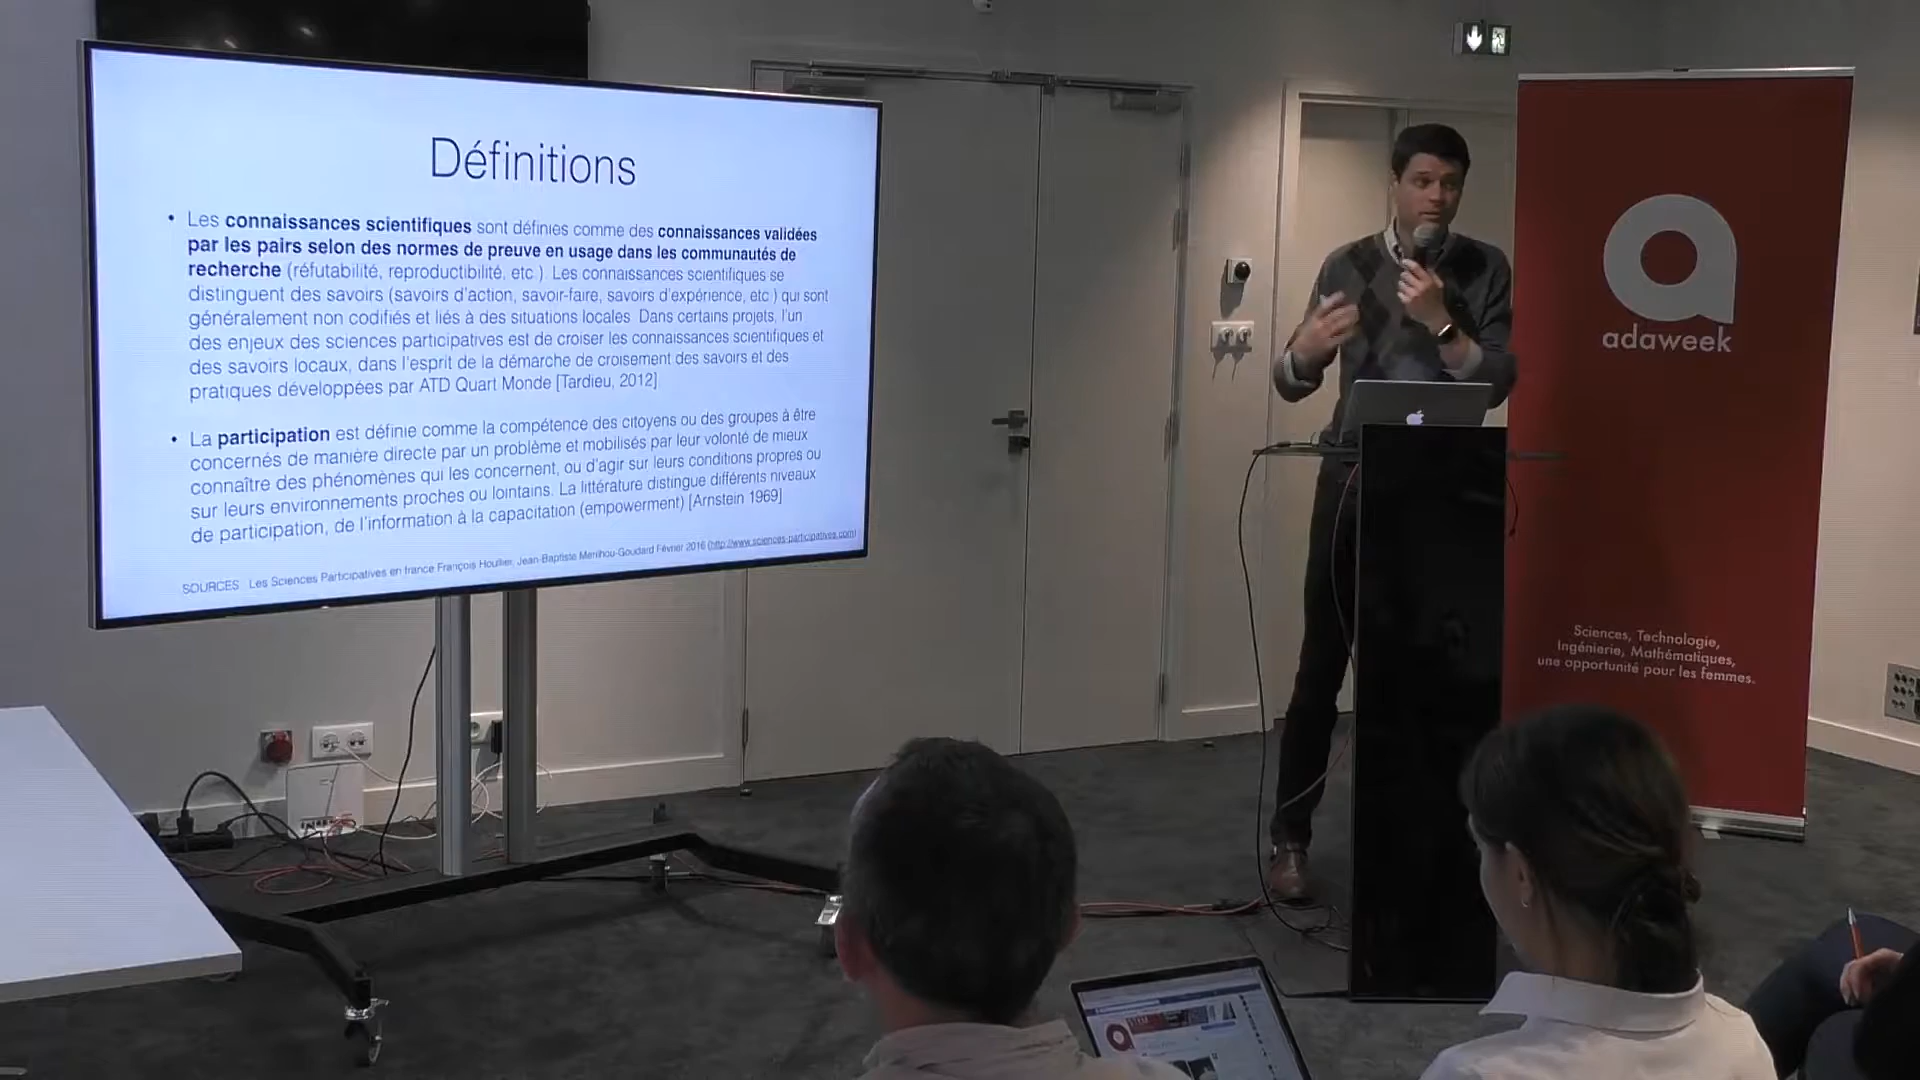 Définitions
• Les connaissances scientifiques sont définies comme des connaissances validées
par les pairs selon des normes de preuve en usage dans les communautés de
recherche (réfutabilité, reproductibilité, etc.) Les connaissances scientifiques se
distinguent des savoirs (savoirs d'action, savoir-faire, savoirs d'expérience, etc ) qui sont
généralement non codifiés et liés à des situations locales Dans certains projets, l'un
des enjeux des sciences participatives est de croiser les connaissances scientifiques et
des savoirs locaux, dans l'esprit de la démarche de croisement des savoirs et des
pratiques développées par ATD Quart Monde [Tardieu, 2012]
• La participation est définie comme la compétence des citoyens ou des groupes à être
concernés de manière directe par un problème et mobilisés par leur volonté de mieux
connaître des phénomènes qui les concernent, ou d'agir sur leurs conditions propres ou
sur leurs environnements proches ou lointains. La littérature distingue différents niveaux
de participation, de l'information à la capacitation (empowerment) [Arnstein 1969]
SOURCES Les Sciences Participatives en france François Houllier, Jean-Baptiste Merilhou-Goudard Février 2016 (http://www.sciences-participatives.com)
adaweek
Sciences, Technologie,
Ingénierie, Mathématiques,
une opportunité pour les femmes.